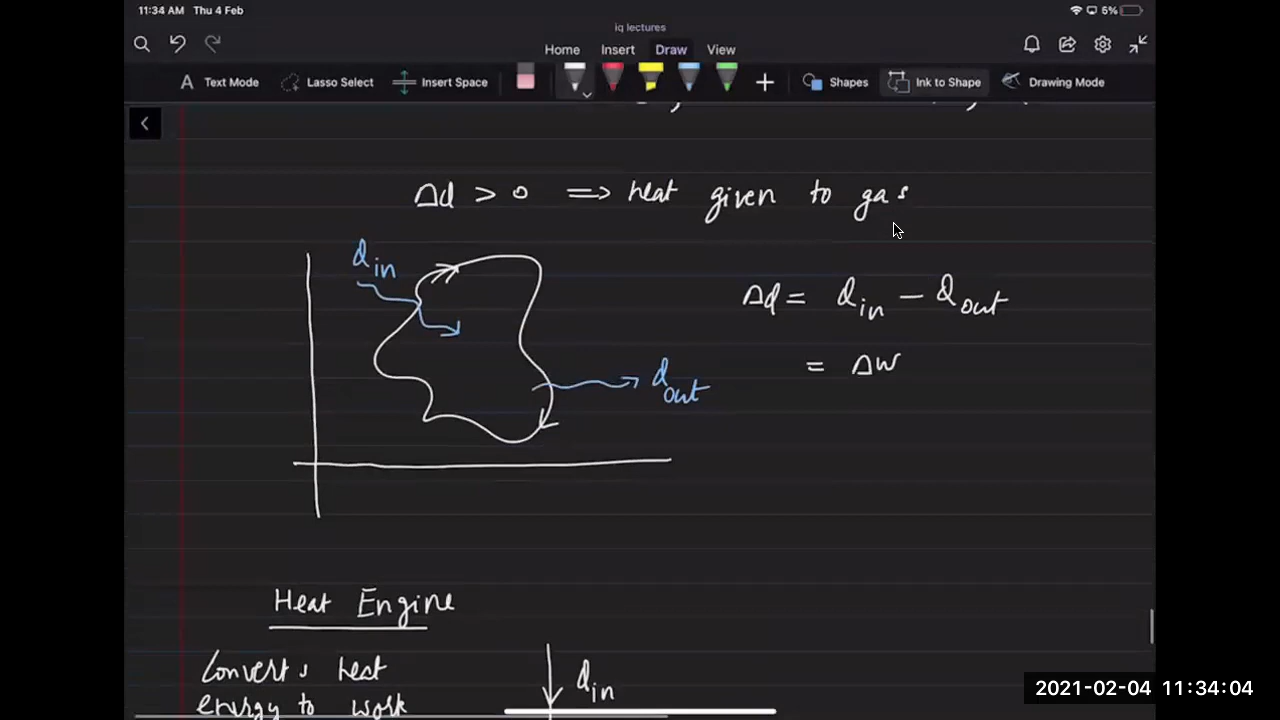 11:34 AM Thu 4 Feb
6%
iq lectures
Home Insert Draw View
Text Mode Lasso Select Insert Space Shapes Ink to Shape Drawing Mode
ΔQ > 0 ⟹ heat given to gas
Q in
ΔQ = Q in − Q out
= ΔW
Q out
Heat Engine
Converts heat
energy to work
Q in
2021-02-04 11:34:04